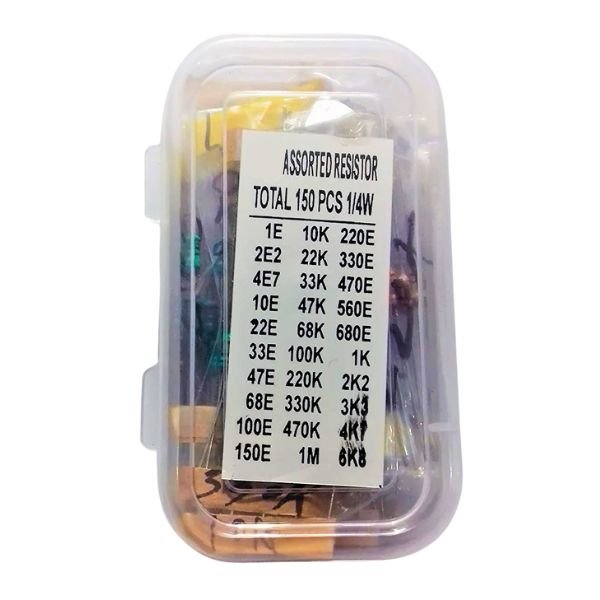 ASSORTED RESISTOR
TOTAL 150 PCS 1/4W
1E 10K 220E
2E2 22K 330E
4E7 33K 470E
10E 47K 560E
22E 68K 680E
33E 100K 1K
47E 220K 2K2
68E 330K 3K3
100E 470K 4K7
150E 1M 6K8